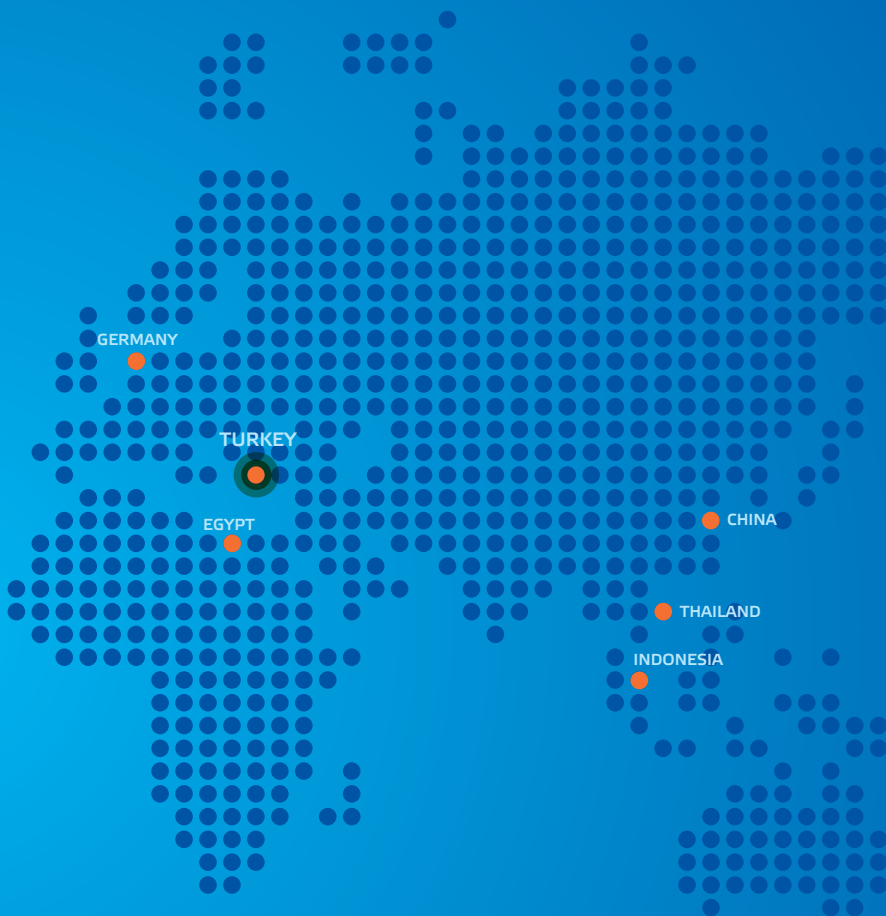 GERMANY
TURKEY
EGYPT
CHINA
THAILAND
INDONESIA